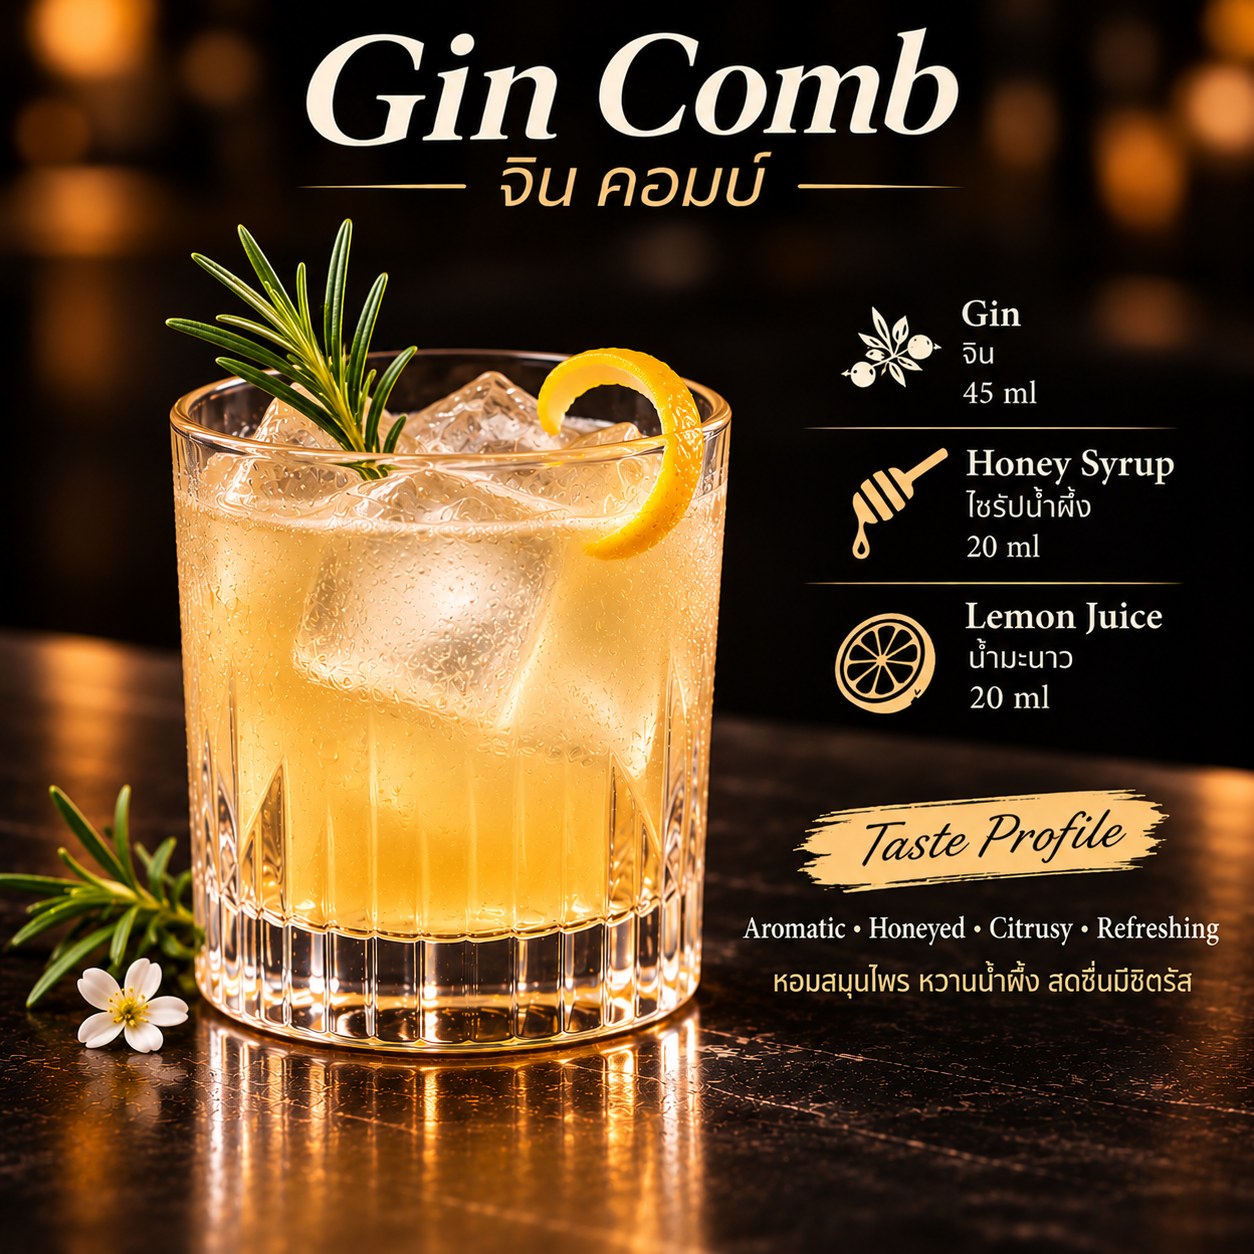 Gin Comb
จิน คอมบ์
Gin
จิน
45 ml
Honey Syrup
ไซรัปน้ำผึ้ง
20 ml
Lemon Juice
น้ำมะนาว
20 ml
Taste Profile
Aromatic • Honeyed • Citrusy • Refreshing
หอมสมุนไพร หวานน้ำผึ้ง สดชื่นมีซิตรัส